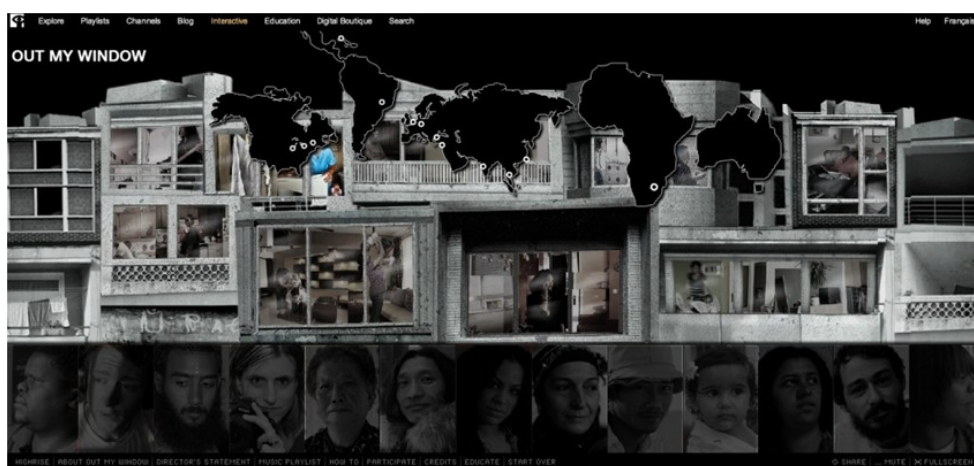 Explore Playlists Channels Blog Interactive Education Digital Boutique Search Help Français
OUT MY WINDOW
HIGHRISE | ABOUT OUT MY WINDOW | DIRECTOR'S STATEMENT | MUSIC PLAYLIST | HOW TO | PARTICIPATE | CREDITS | EDUCATE | START OVER SHARE MUTE FULLSCREEN